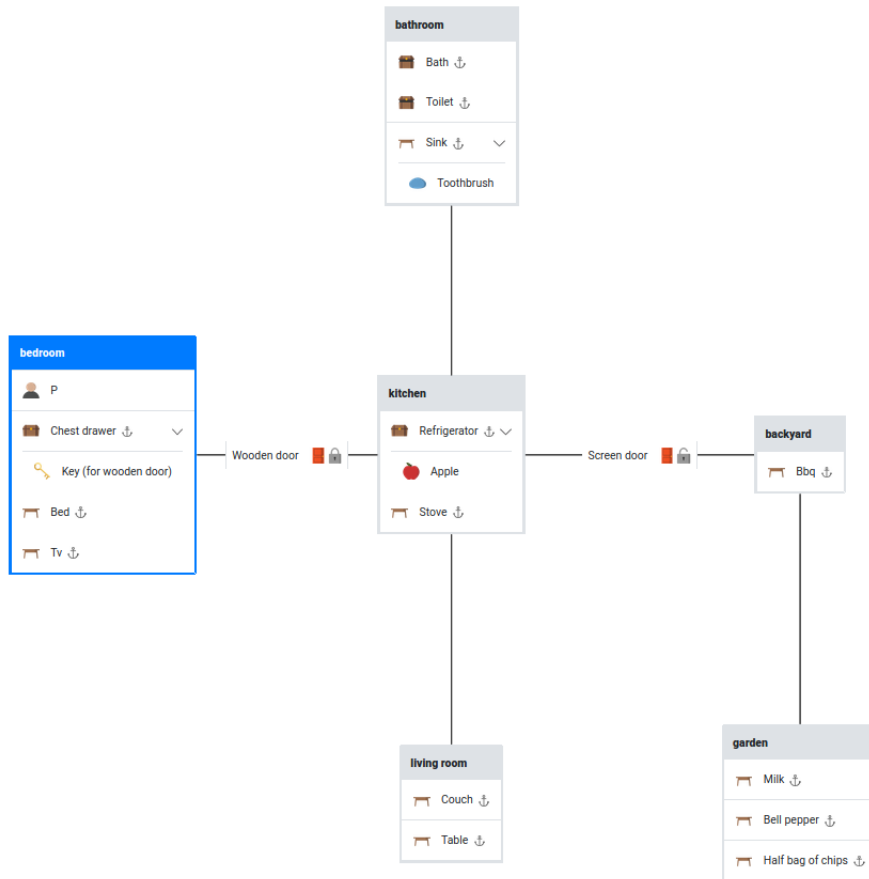 bathroom
Bath
Toilet
Sink
Toothbrush
bedroom
P
Chest drawer
Key (for wooden door)
Bed
Tv
Wooden door
kitchen
Refrigerator
Apple
Stove
Screen door
backyard
Bbq
living room
Couch
Table
garden
Milk
Bell pepper
Half bag of chips